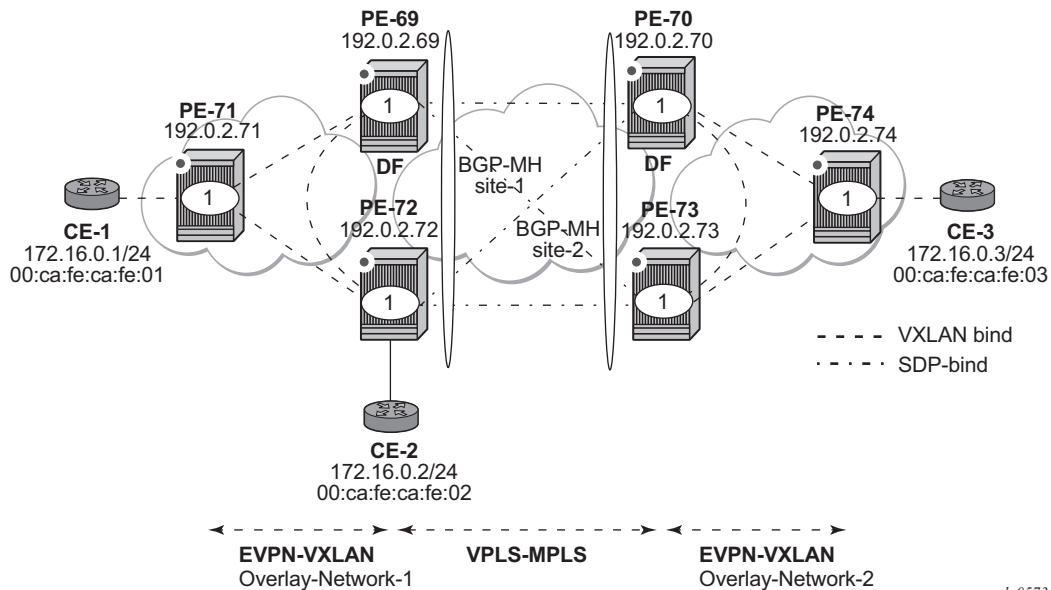 PE-69
192.0.2.69
PE-70
192.0.2.70
PE-71
192.0.2.71
PE-74
192.0.2.74
1
1
1
1
DF
DF
BGP-MH
site-1
PE-72
192.0.2.72
BGP-MH
site-2
PE-73
192.0.2.73
1
1
CE-1
172.16.0.1/24
00:ca:fe:ca:fe:01
CE-3
172.16.0.3/24
00:ca:fe:ca:fe:03
VXLAN bind
SDP-bind
CE-2
172.16.0.2/24
00:ca:fe:ca:fe:02
EVPN-VXLAN
Overlay-Network-1
VPLS-MPLS
EVPN-VXLAN
Overlay-Network-2